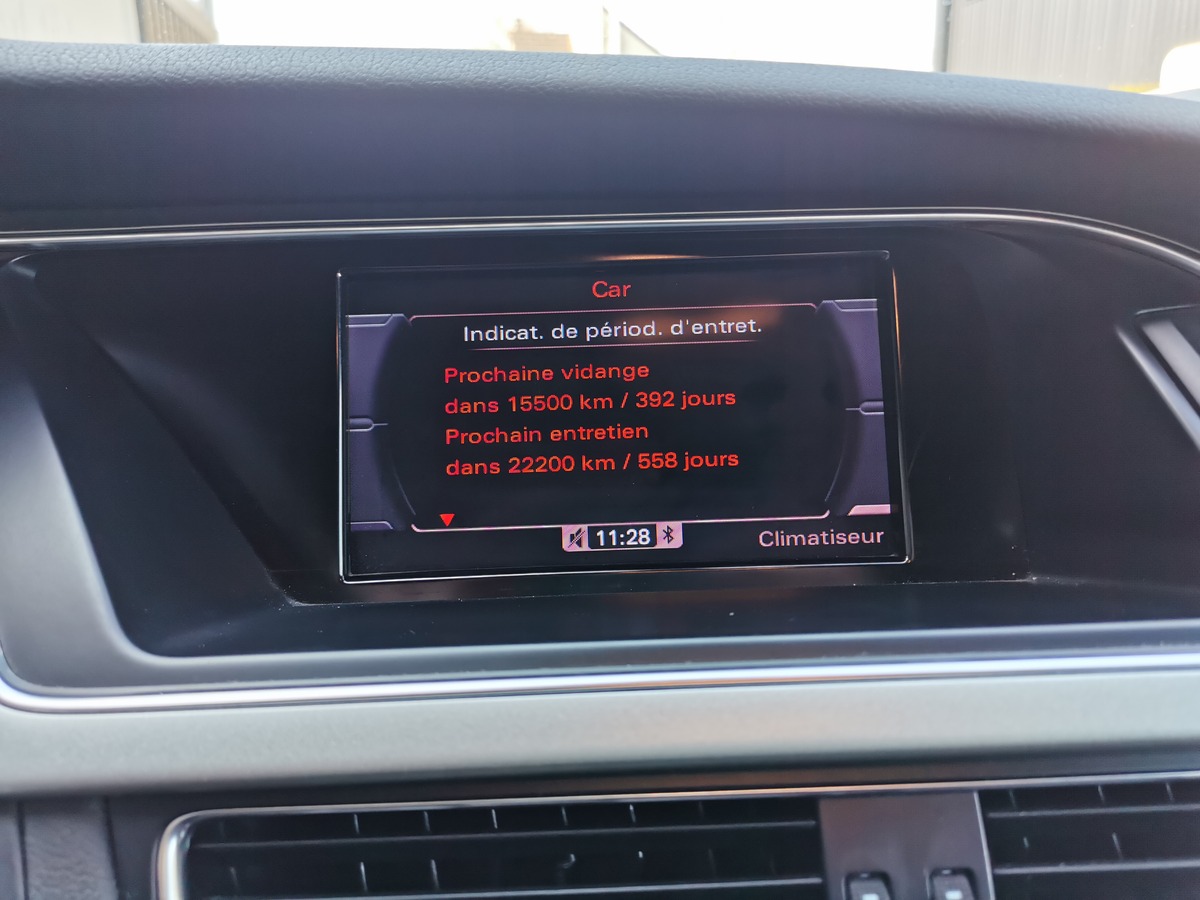 Car
Indicat. de périod. d'entret.
Prochaine vidange
dans 15500 km / 392 jours
Prochain entretien
dans 22200 km / 558 jours
11:28
Climatiseur